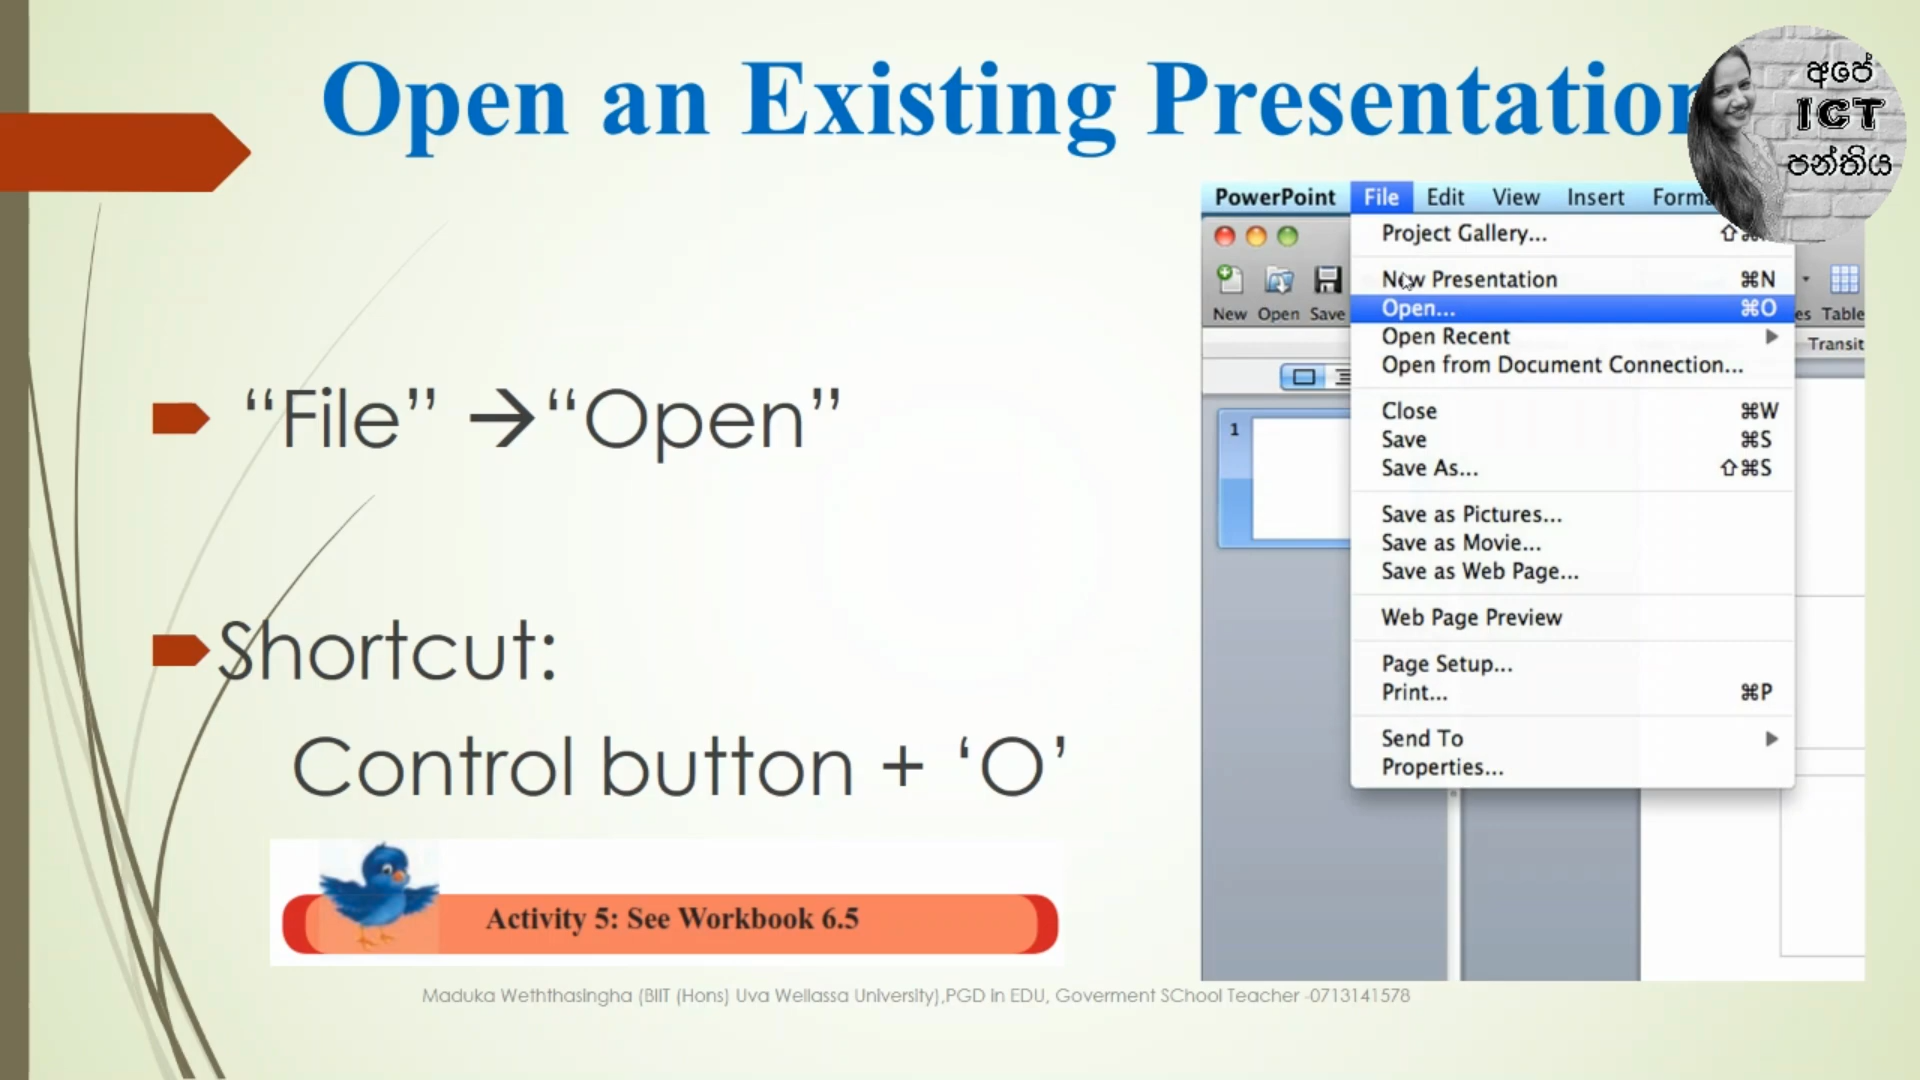 Open an Existing Presentation
අපේ
ICT
පන්තිය
“File” →“Open”
Shortcut:
Control button + ‘O’
Activity 5: See Workbook 6.5
PowerPoint File Edit View Insert Forma
Project Gallery...
New Presentation ⌘N
Open... ⌘O
Open Recent ▶
Open from Document Connection...
Close ⌘W
Save ⌘S
Save As... ⇧⌘S
Save as Pictures...
Save as Movie...
Save as Web Page...
Web Page Preview
Page Setup...
Print... ⌘P
Send To ▶
Properties...
New Open Save
es Table
Transit
1
Maduka Weththasingha (BIIT (Hons) Uva Wellassa University),PGD in EDU, Goverment SChool Teacher -0713141578